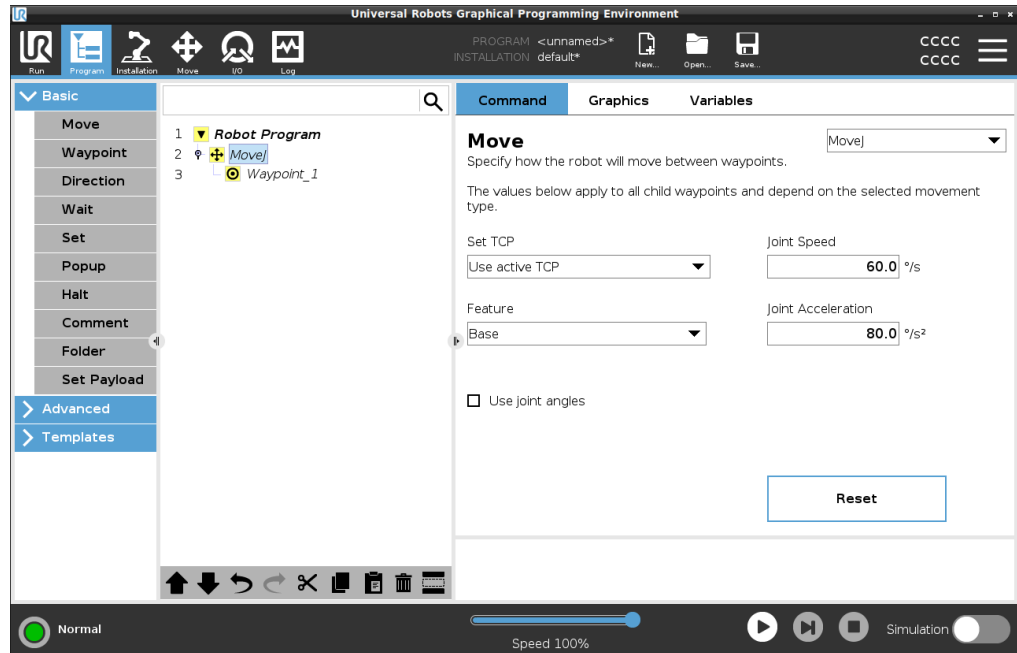 Universal Robots Graphical Programming Environment
UR
Run
Program
Installation
Move
I/O
Log
PROGRAM <unnamed>*
INSTALLATION default*
New...
Open...
Save...
CCCC
CCCC
Basic
Move
Waypoint
Direction
Wait
Set
Popup
Halt
Comment
Folder
Set Payload
Advanced
Templates
1 Robot Program
2 MoveJ
3 Waypoint_1
Command Graphics Variables
Move
MoveJ
Specify how the robot will move between waypoints.
The values below apply to all child waypoints and depend on the selected movement
type.
Set TCP
Joint Speed
Use active TCP
60.0 °/s
Feature
Joint Acceleration
Base
80.0 °/s²
Use joint angles
Reset
Normal
Speed 100%
Simulation